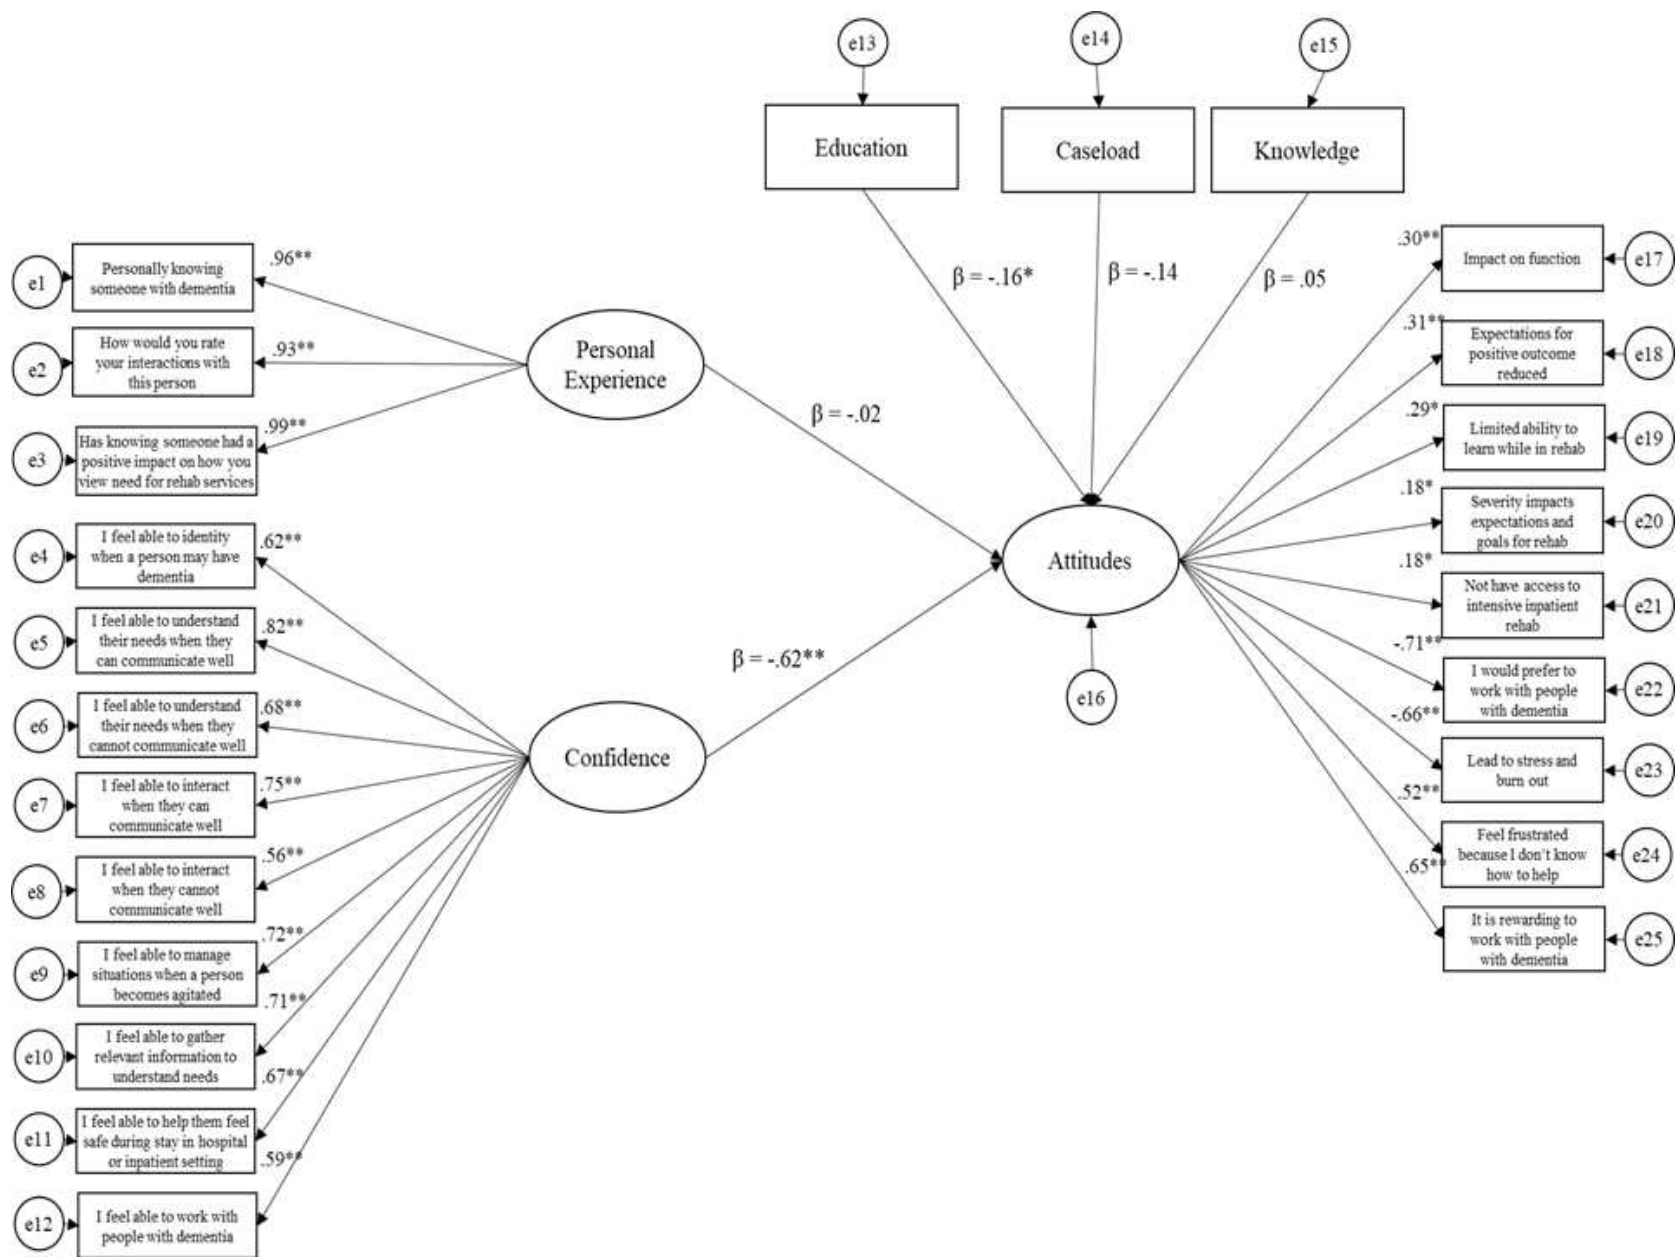 e13
e14
e15
Education
Caseload
Knowledge
β = -.16*
β = -.14
β = .05
e1
Personally knowing
someone with dementia
.96**
e2
How would you rate
your interactions with
this person
.93**
e3
Has knowing someone had a
positive impact on how you
view need for rehab services
.99**
Personal
Experience
β = -.02
e4
I feel able to identity
when a person may have
dementia
.62**
e5
I feel able to understand
their needs when they
can communicate well
.82**
e6
I feel able to understand
their needs when they
cannot communicate well
.68**
e7
I feel able to interact
when they can
communicate well
.75**
e8
I feel able to interact
when they cannot
communicate well
.56**
e9
I feel able to manage
situations when a person
becomes agitated
.72**
e10
I feel able to gather
relevant information to
understand needs
.71**
e11
I feel able to help them feel
safe during stay in hospital
or inpatient setting
.67**
e12
I feel able to work with
people with dementia
.59**
Confidence
β = -.62**
Attitudes
e16
.30**
Impact on function
e17
.31**
Expectations for
positive outcome
reduced
e18
.29*
Limited ability to
learn while in rehab
e19
.18*
Severity impacts
expectations and
goals for rehab
e20
.18*
Not have access to
intensive inpatient
rehab
e21
-.71**
I would prefer to
work with people
with dementia
e22
-.66**
Lead to stress and
burn out
e23
.52**
Feel frustrated
because I don't know
how to help
e24
.65**
It is rewarding to
work with people
with dementia
e25